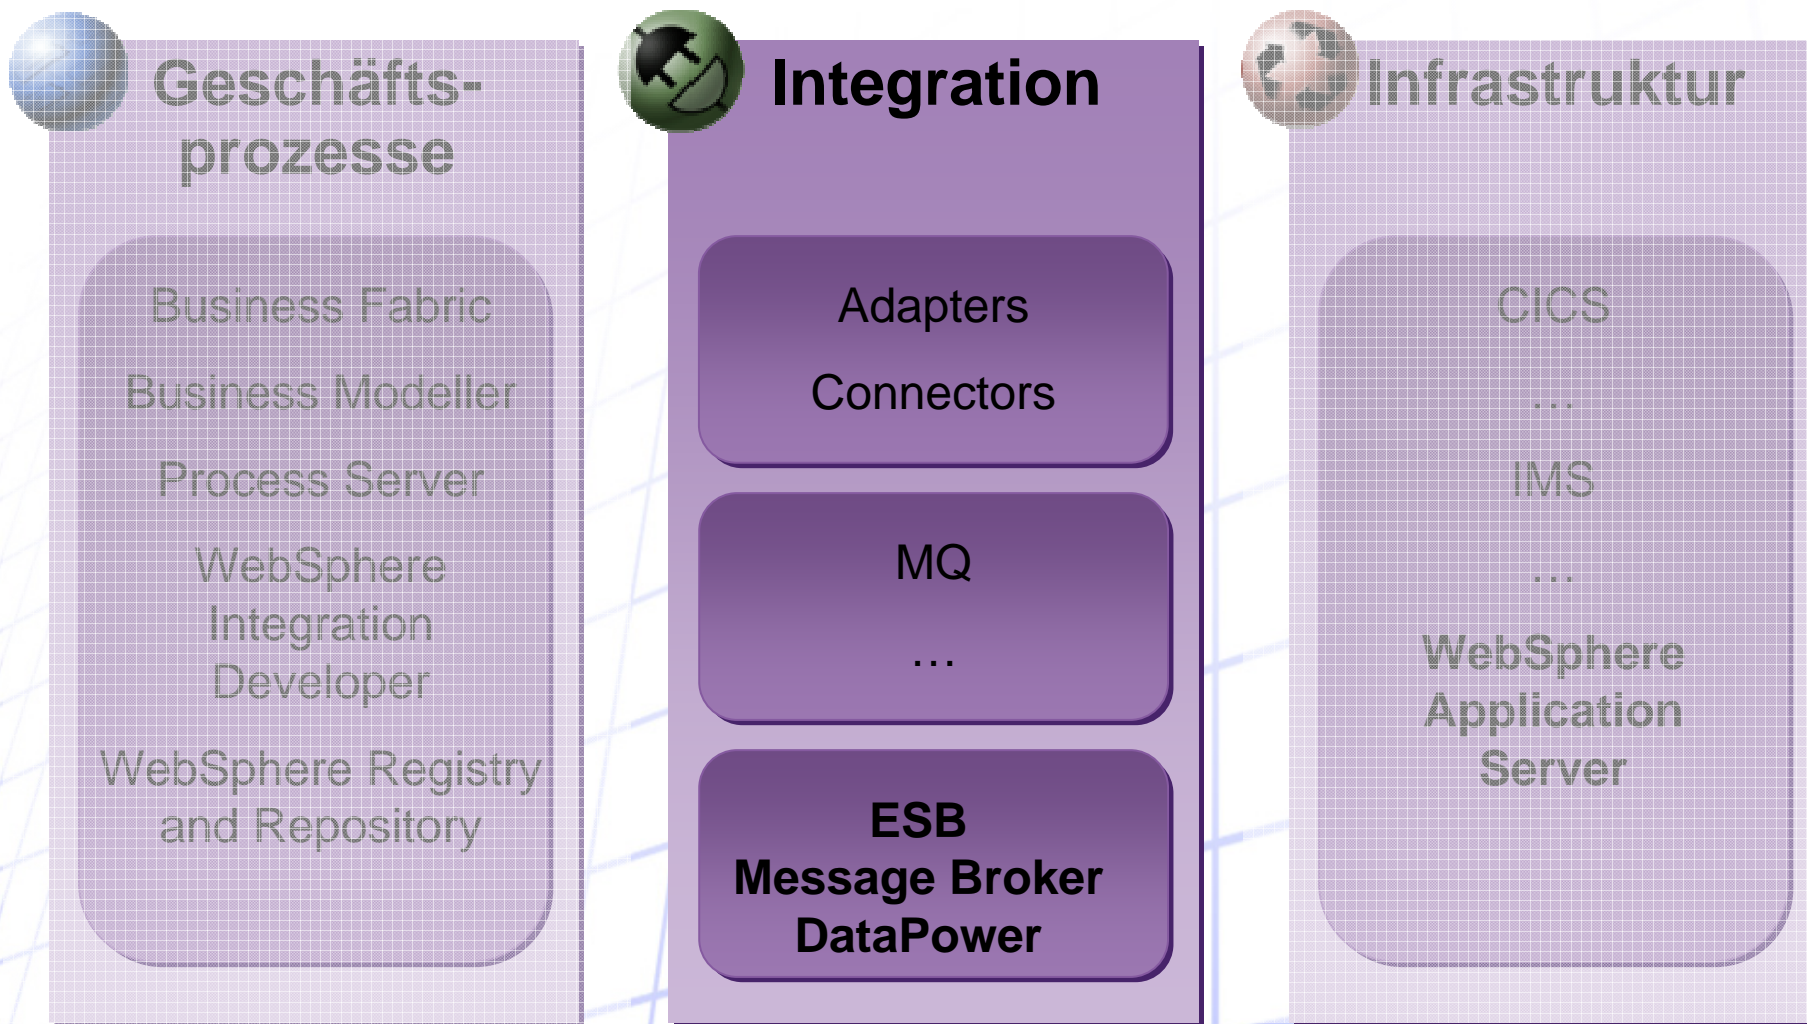 Geschäfts-
prozesse
Business Fabric
Business Modeller
Process Server
WebSphere
Integration
Developer
WebSphere Registry
and Repository
Integration
Adapters
Connectors
MQ
…
ESB
Message Broker
DataPower
Infrastruktur
CICS
…
IMS
…
WebSphere
Application
Server